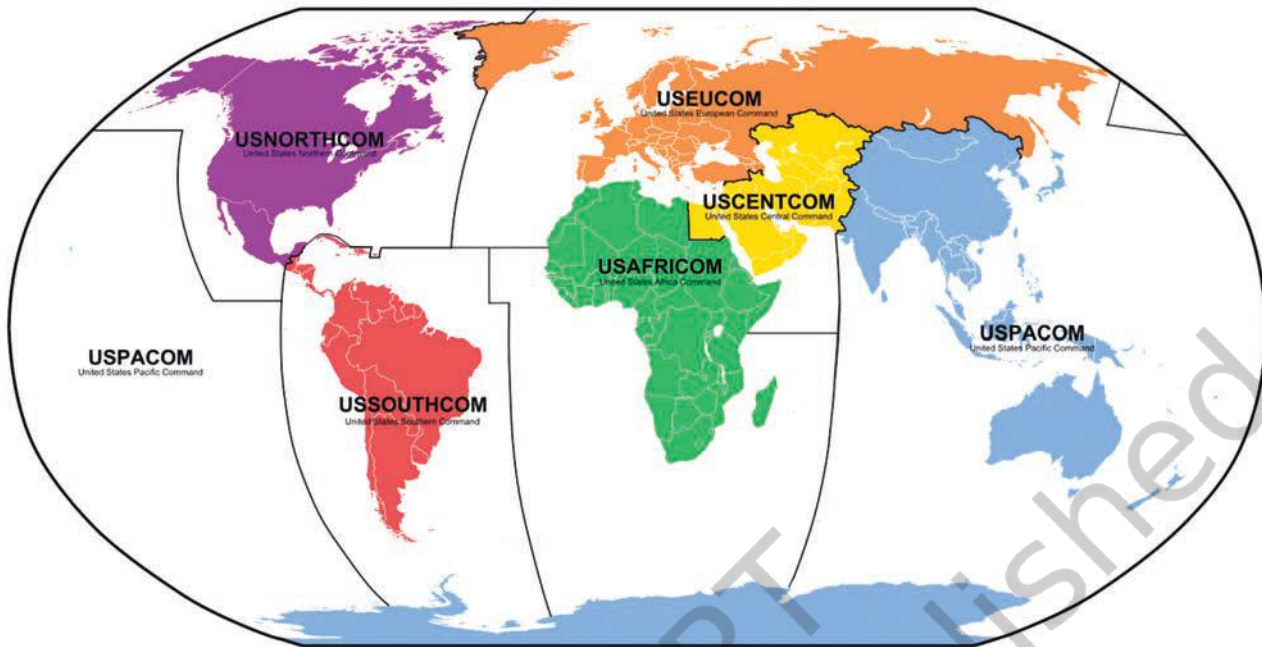 USEUCOM
United States European Command
USNORTHCOM
United States Northern Command
USCENTCOM
United States Central Command
USAFRICOM
United States Africa Command
USPACOM
United States Pacific Command
USPACOM
United States Pacific Command
USSOUTHCOM
United States Southern Command